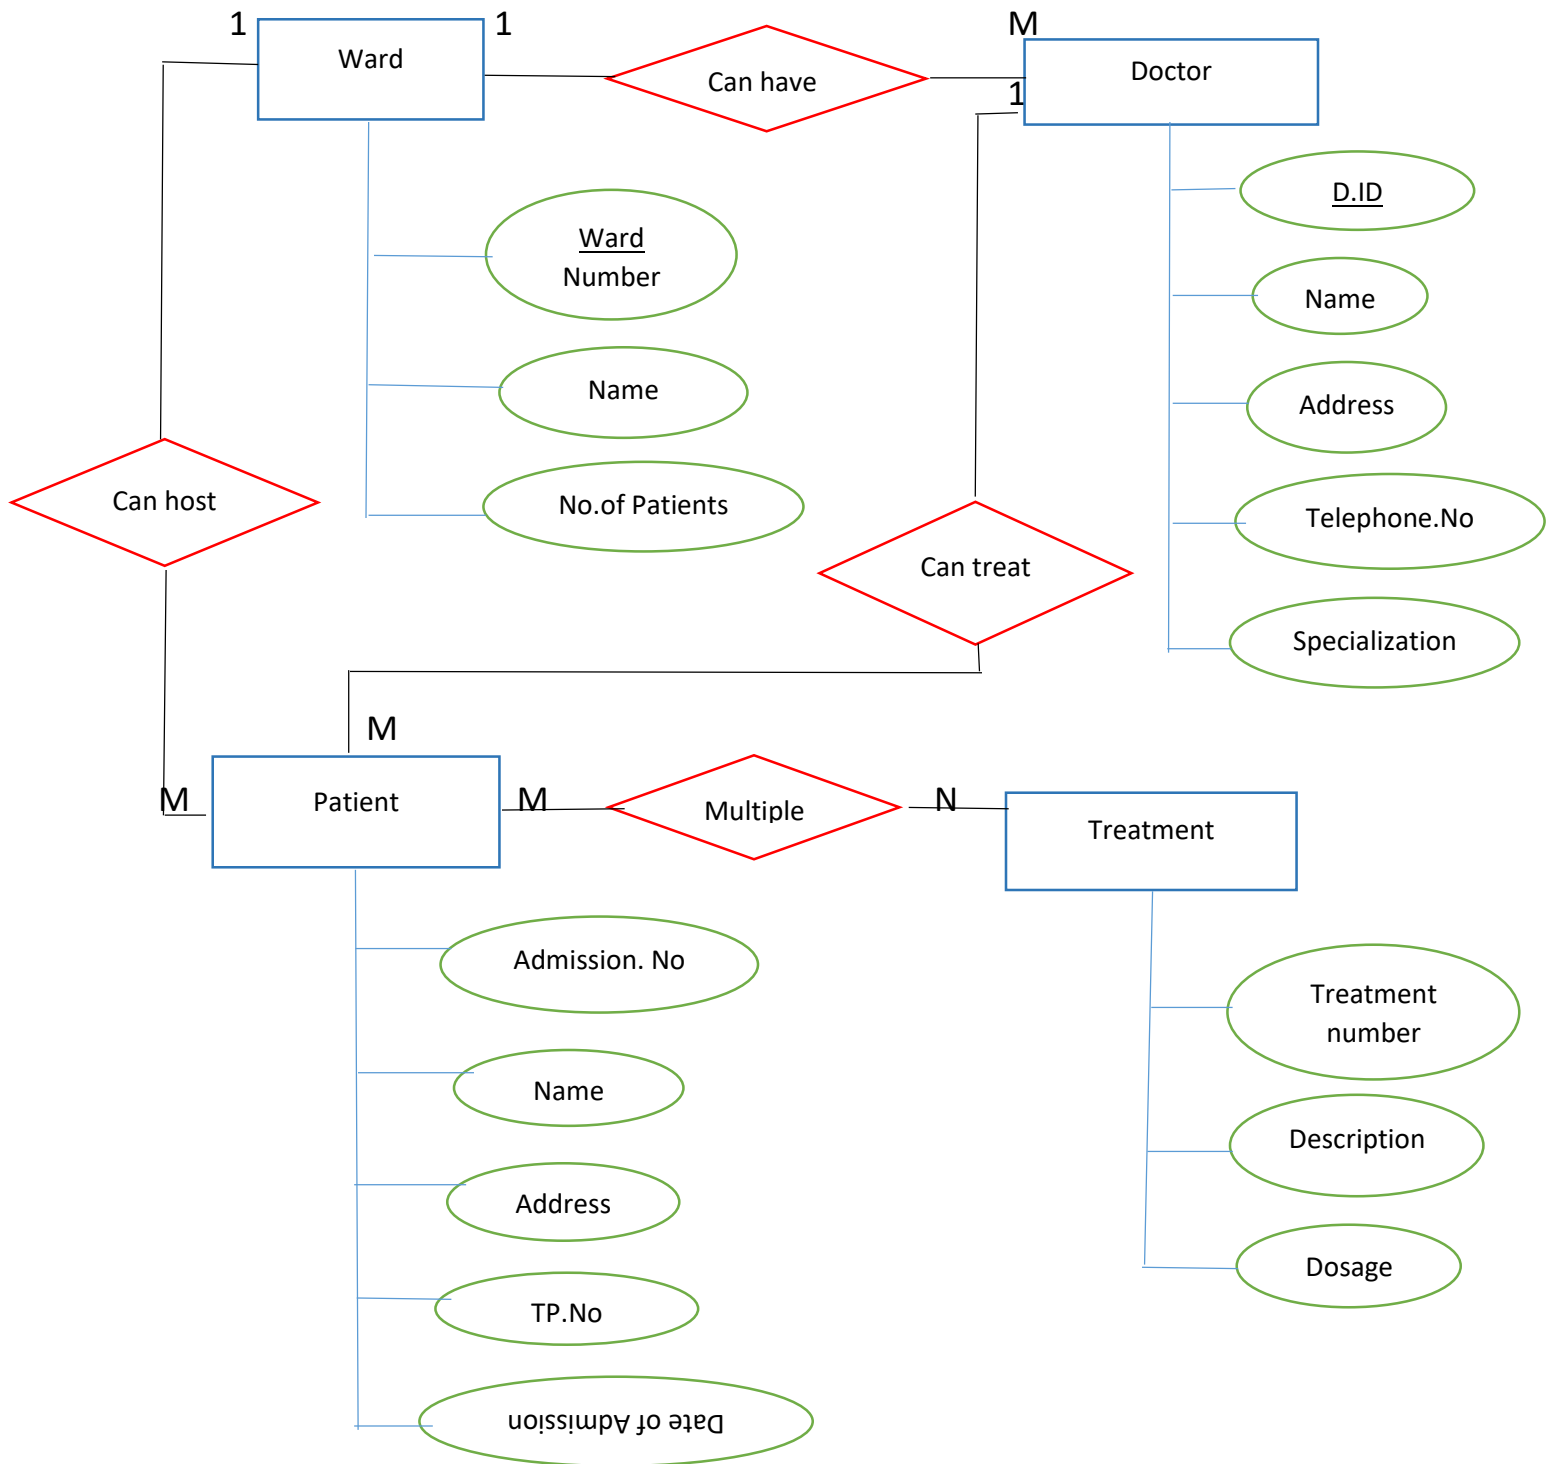 1
Ward
1
Can have
M
Doctor
1
D.ID
Ward
Number
Name
Name
Address
Can host
No.of Patients
Telephone.No
Can treat
Specialization
M
M
Patient
M
Multiple
N
Treatment
Admission. No
Treatment
number
Name
Description
Address
Dosage
TP.No
Date of Admission